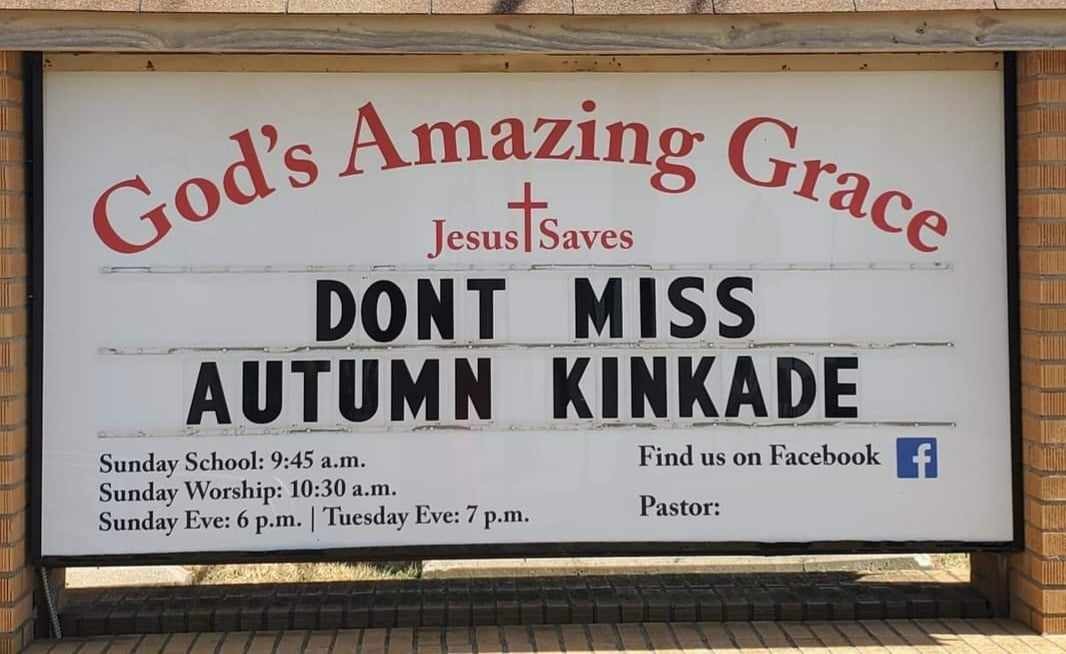 God's Amazing Grace
Jesus Saves
DONT MISS
AUTUMN KINKADE
Sunday School: 9:45 a.m.
Sunday Worship: 10:30 a.m.
Sunday Eve: 6 p.m. | Tuesday Eve: 7 p.m.
Find us on Facebook f
Pastor: